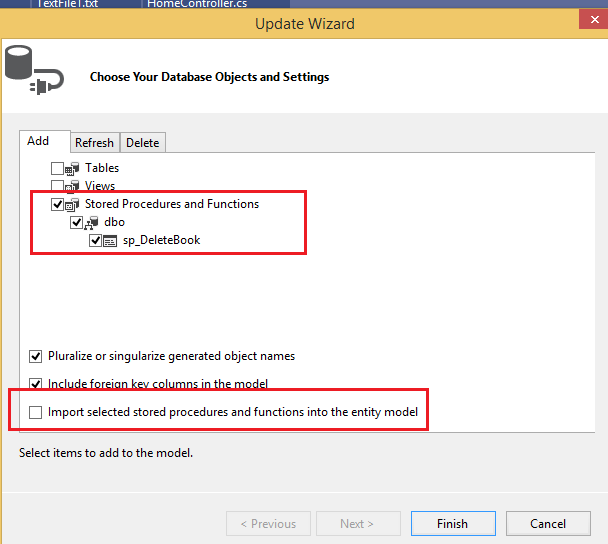 TextFile1.txt HomeController.cs
Update Wizard
Choose Your Database Objects and Settings
Add Refresh Delete
Tables
Views
Stored Procedures and Functions
dbo
sp_DeleteBook
Pluralize or singularize generated object names
Include foreign key columns in the model
Import selected stored procedures and functions into the entity model
Select items to add to the model.
< Previous Next > Finish Cancel